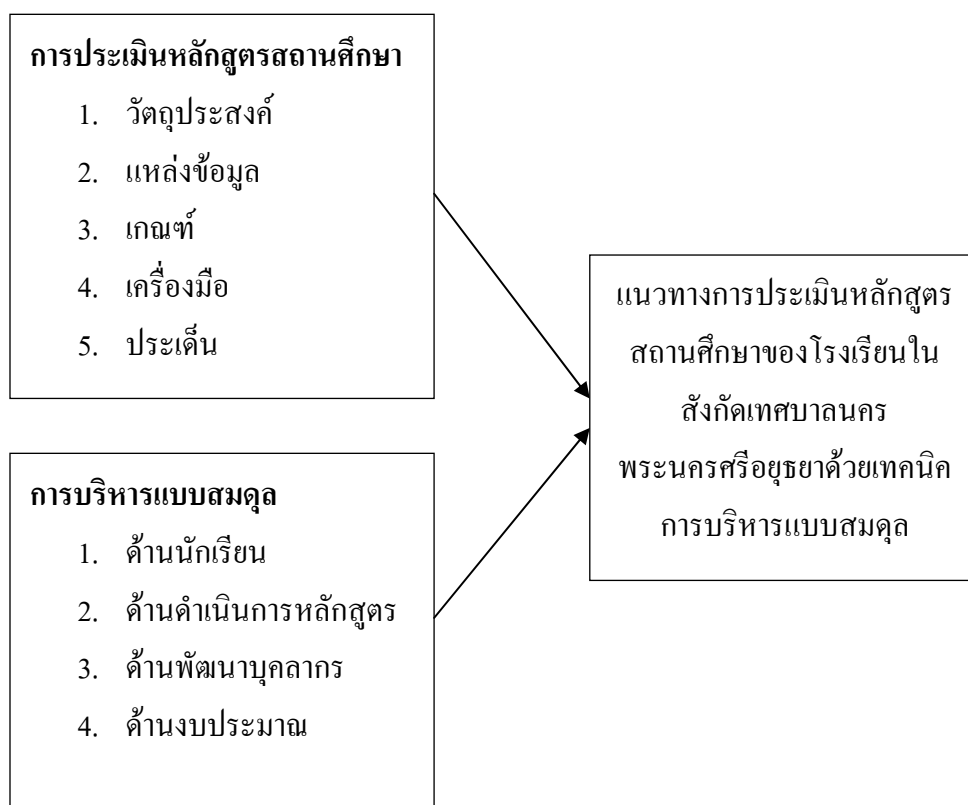 การประเมินหลักสูตรสถานศึกษา
1. วัตถุประสงค์
2. แหล่งข้อมูล
3. เกณฑ์
4. เครื่องมือ
5. ประเด็น
การบริหารแบบสมดุล
1. ด้านนักเรียน
2. ด้านดำเนินการหลักสูตร
3. ด้านพัฒนาบุคลากร
4. ด้านงบประมาณ
แนวทางการประเมินหลักสูตร
สถานศึกษาของโรงเรียนใน
สังกัดเทศบาลนคร
พระนครศรีอยุธยาด้วยเทคนิค
การบริหารแบบสมดุล